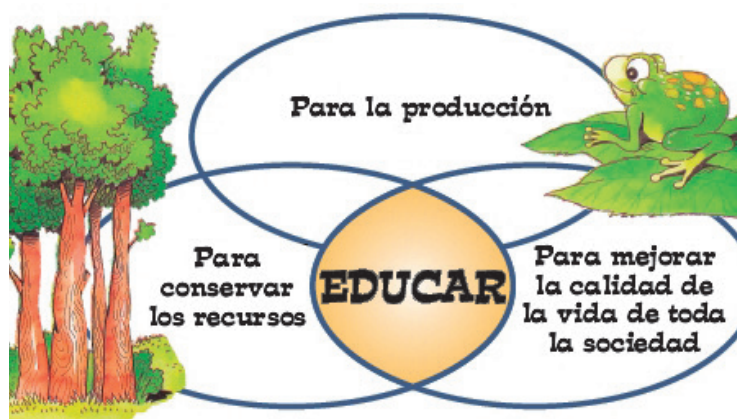 Para la producción
Para
conservar
los recursos
EDUCAR
Para mejorar
la calidad de
la vida de toda
la sociedad